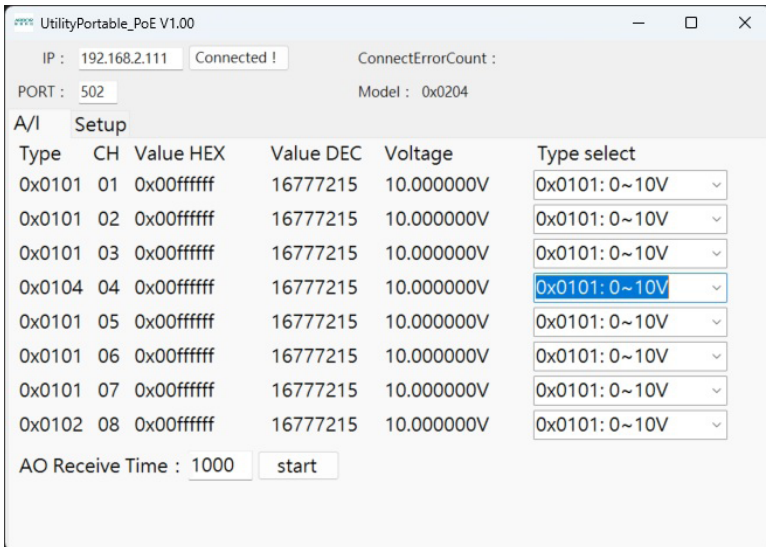 UtilityPortable_PoE V1.00
IP : 192.168.2.111 Connected ! ConnectErrorCount :
PORT : 502 Model : 0x0204
A/I Setup
Type CH Value HEX Value DEC Voltage Type select
0x0101 01 0x00ffffff 16777215 10.000000V 0x0101: 0~10V
0x0101 02 0x00ffffff 16777215 10.000000V 0x0101: 0~10V
0x0101 03 0x00ffffff 16777215 10.000000V 0x0101: 0~10V
0x0104 04 0x00ffffff 16777215 10.000000V 0x0101: 0~10V
0x0101 05 0x00ffffff 16777215 10.000000V 0x0101: 0~10V
0x0101 06 0x00ffffff 16777215 10.000000V 0x0101: 0~10V
0x0101 07 0x00ffffff 16777215 10.000000V 0x0101: 0~10V
0x0102 08 0x00ffffff 16777215 10.000000V 0x0101: 0~10V
AO Receive Time : 1000 start